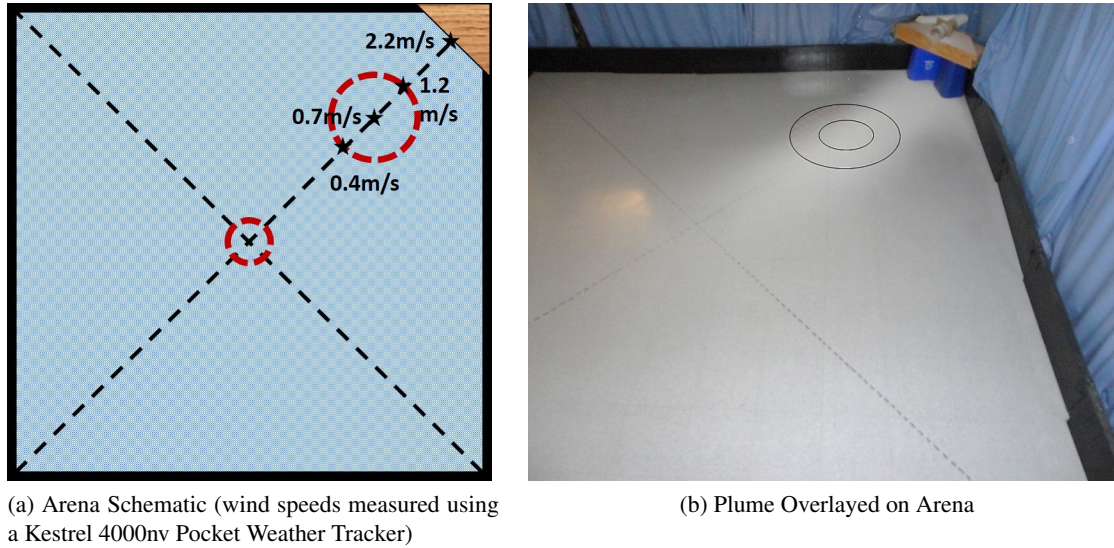 2.2m/s
1.2
m/s
0.7m/s
0.4m/s
(a) Arena Schematic (wind speeds measured using
a Kestrel 4000nv Pocket Weather Tracker)
(b) Plume Overlayed on Arena